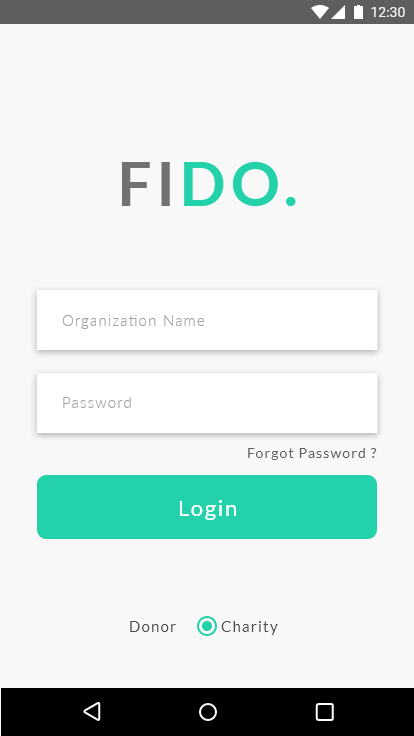 12:30
FIDO.
Organization Name
Password
Forgot Password ?
Login
Donor Charity